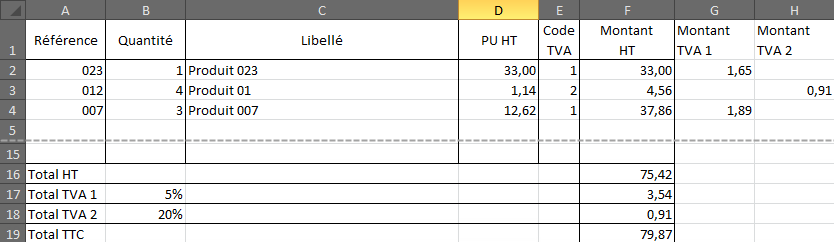 A B C D E F G H
1 Référence Quantité Libellé PU HT Code TVA Montant HT Montant TVA 1 Montant TVA 2
2 023 1 Produit 023 33,00 1 33,00 1,65
3 012 4 Produit 01 1,14 2 4,56 0,91
4 007 3 Produit 007 12,62 1 37,86 1,89
5
15
16 Total HT 75,42
17 Total TVA 1 5% 3,54
18 Total TVA 2 20% 0,91
19 Total TTC 79,87